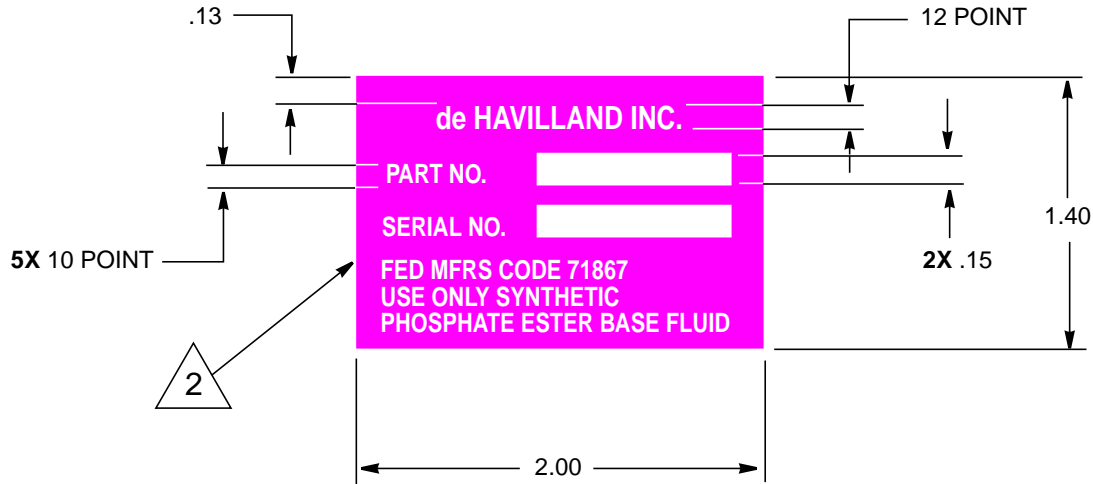 .13
12 POINT
de HAVILLAND INC.
PART NO.
SERIAL NO.
1.40
5X 10 POINT
2X .15
FED MFRS CODE 71867
USE ONLY SYNTHETIC
PHOSPHATE ESTER BASE FLUID
2
2.00